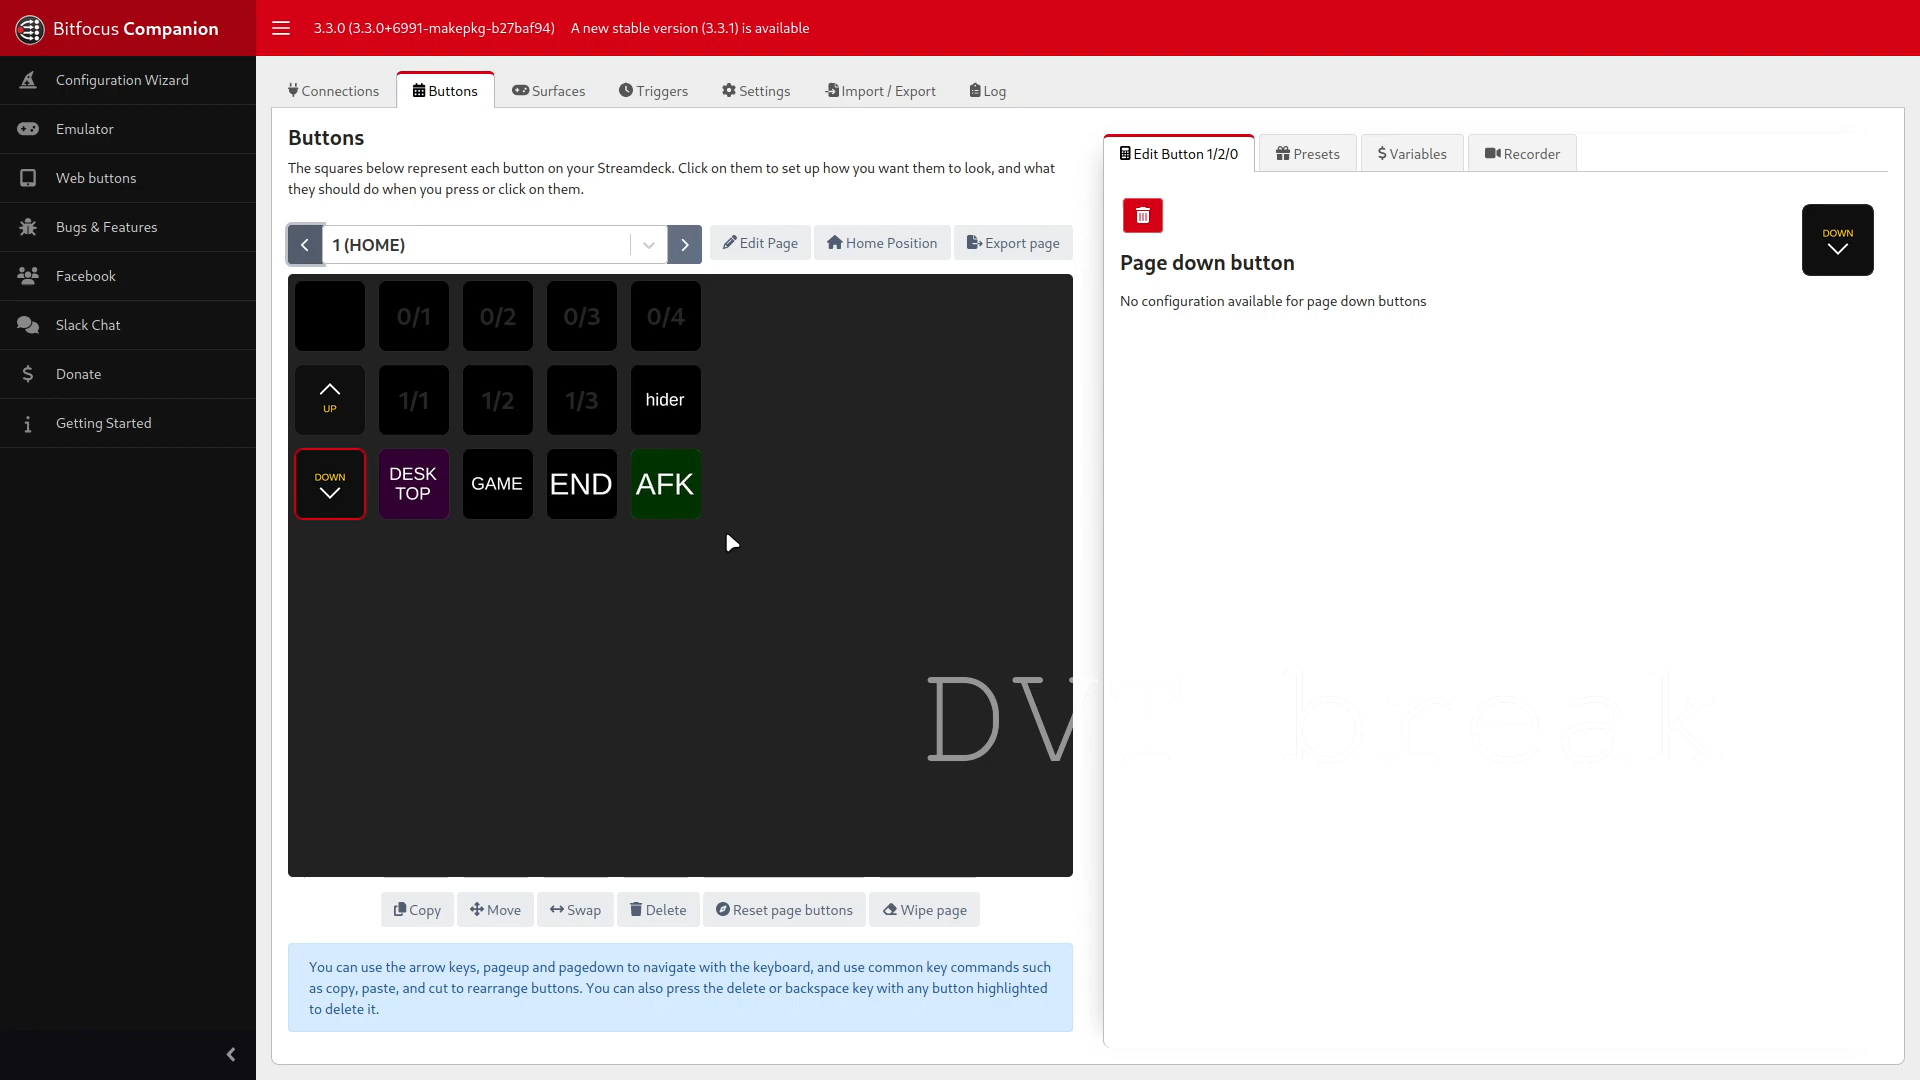 Bitfocus Companion
3.3.0 (3.3.0+6991-makepkg-b27baf94)
A new stable version (3.3.1) is available
Configuration Wizard
Emulator
Web buttons
Bugs & Features
Facebook
Slack Chat
Donate
Getting Started
Connections
Buttons
Surfaces
Triggers
Settings
Import / Export
Log
Buttons
The squares below represent each button on your Streamdeck. Click on them to set up how you want them to look, and what
they should do when you press or click on them.
1 (HOME)
Edit Page
Home Position
Export page
0/1
0/2
0/3
0/4
UP
1/1
1/2
1/3
hider
DOWN
DESK
TOP
GAME
END
AFK
Copy
Move
Swap
Delete
Reset page buttons
Wipe page
You can use the arrow keys, pageup and pagedown to navigate with the keyboard, and use common key commands such
as copy, paste, and cut to rearrange buttons. You can also press the delete or backspace key with any button highlighted
to delete it.
Edit Button 1/2/0
Presets
Variables
Recorder
DOWN
Page down button
No configuration available for page down buttons
break